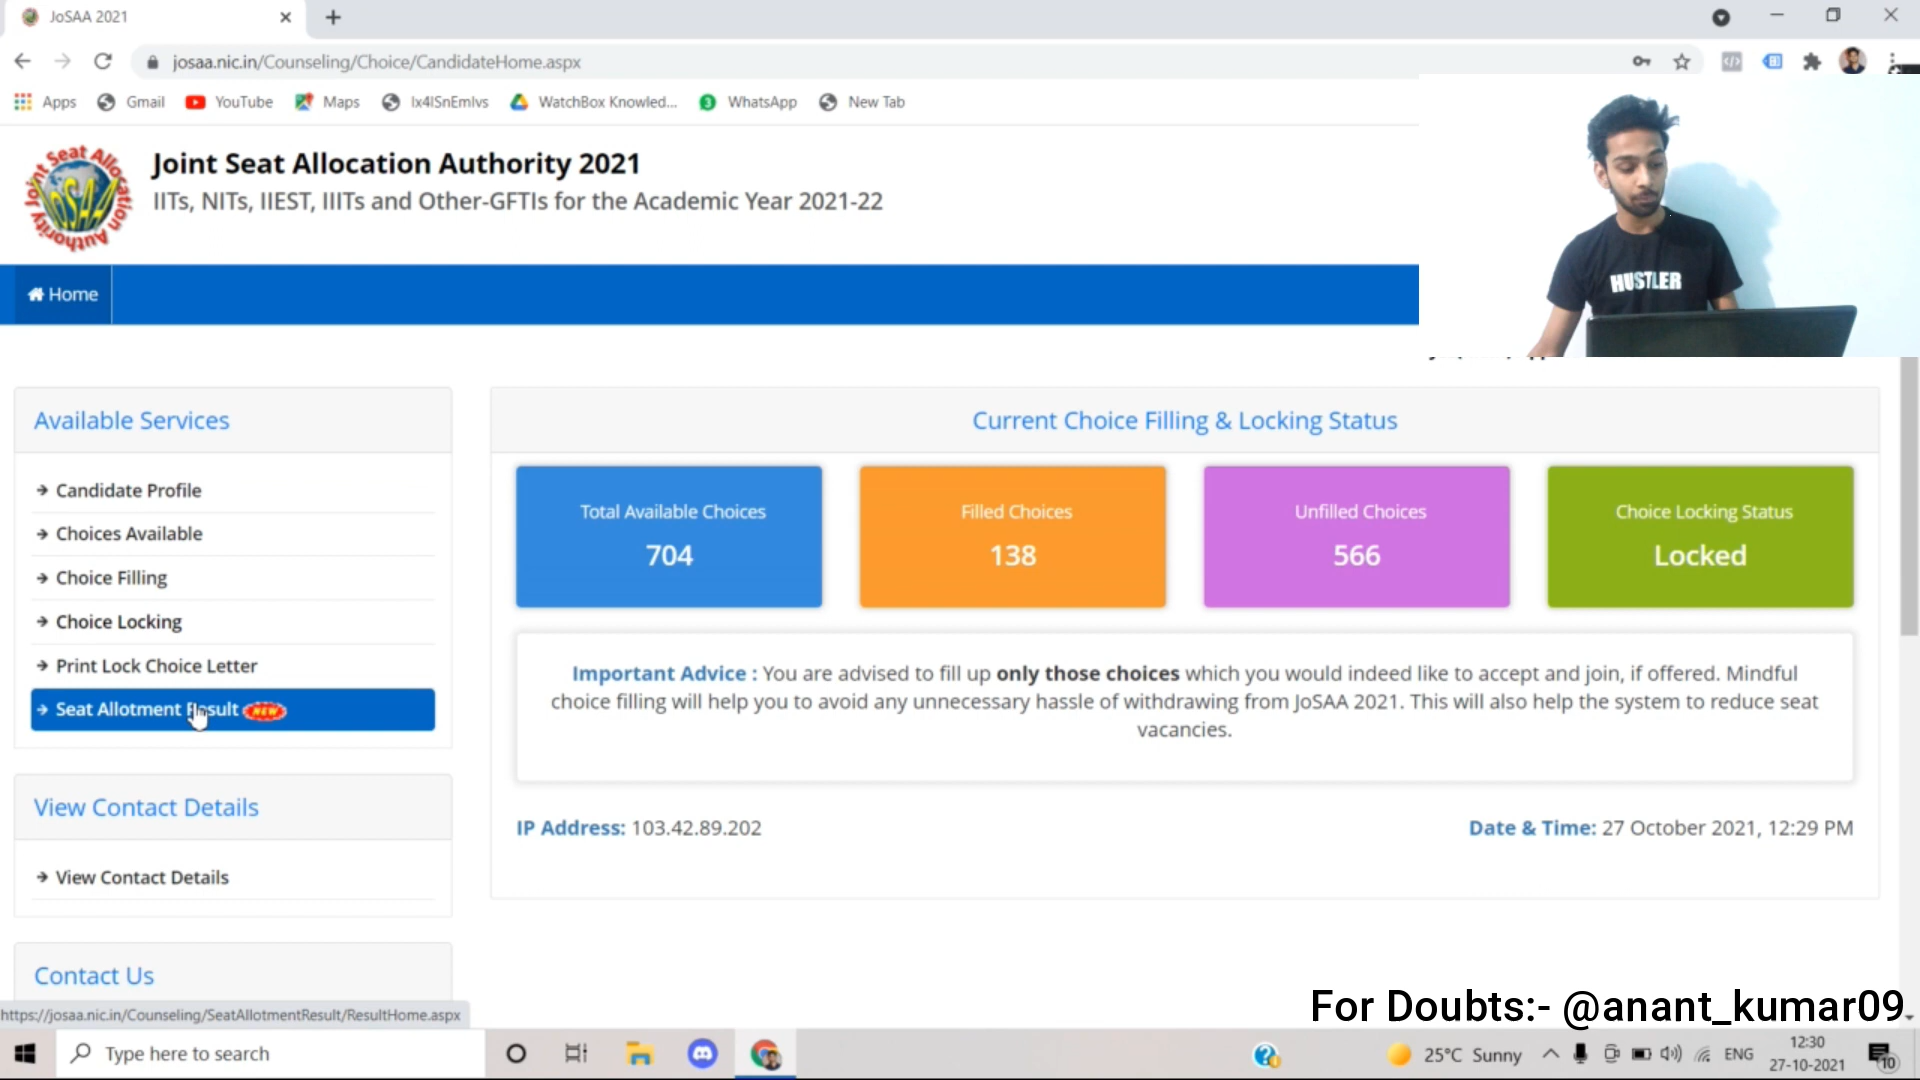 JoSAA 2021
josaa.nic.in/Counseling/Choice/CandidateHome.aspx
Apps Gmail YouTube Maps Ix4ISnEmIvs WatchBox Knowled... WhatsApp New Tab
Joint Seat Allocation Authority
JoSAA
Joint Seat Allocation Authority 2021
IITs, NITs, IIEST, IIITs and Other-GFTIs for the Academic Year 2021-22
HUSTLER
Home
Available Services
Candidate Profile
Choices Available
Choice Filling
Choice Locking
Print Lock Choice Letter
Seat Allotment Result NEW
View Contact Details
View Contact Details
Contact Us
Current Choice Filling & Locking Status
Total Available Choices
704
Filled Choices
138
Unfilled Choices
566
Choice Locking Status
Locked
Important Advice : You are advised to fill up only those choices which you would indeed like to accept and join, if offered. Mindful
choice filling will help you to avoid any unnecessary hassle of withdrawing from JoSAA 2021. This will also help the system to reduce seat
vacancies.
IP Address: 103.42.89.202
Date & Time: 27 October 2021, 12:29 PM
For Doubts:- @anant_kumar09
https://josaa.nic.in/Counseling/SeatAllotmentResult/ResultHome.aspx
Type here to search
25°C Sunny
ENG
12:30
27-10-2021
10